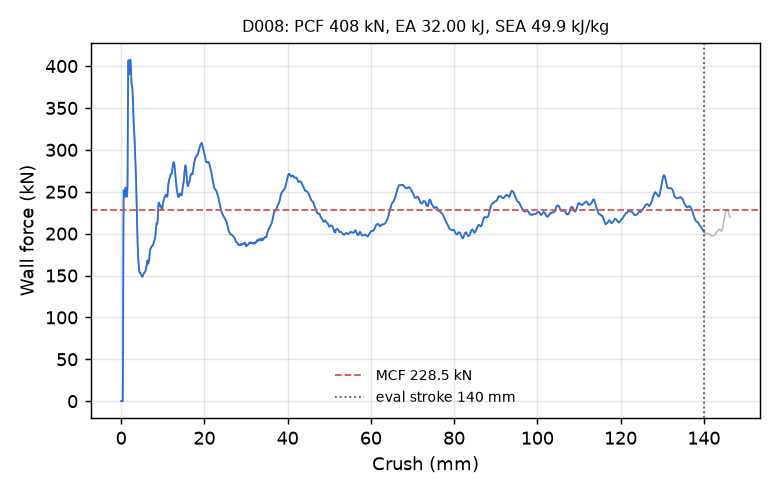 D008: PCF 408 kN, EA 32.00 kJ, SEA 49.9 kJ/kg
Wall force (kN)
400
350
300
250
200
150
100
50
0
MCF 228.5 kN
eval stroke 140 mm
0 20 40 60 80 100 120 140
Crush (mm)